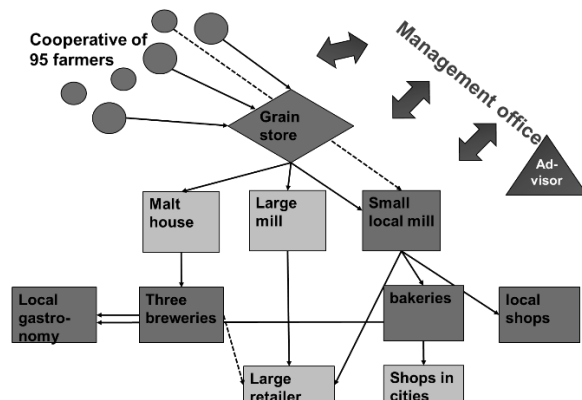 Cooperative of
95 farmers
Management office
Grain
store
Ad-
visor
Malt
house
Large
mill
Small
local mill
Local
gastro-
nomy
Three
breweries
bakeries
local
shops
Large
retailer
Shops in
cities